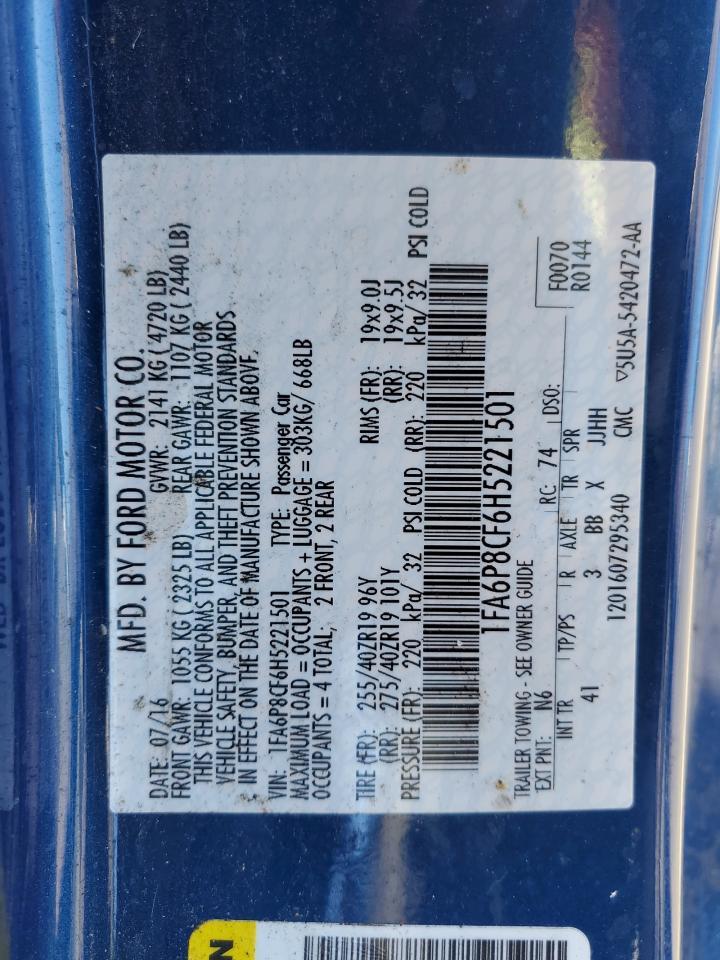 MFD. BY FORD MOTOR CO.
DATE: 07/16 GVWR: 2141 KG ( 4720 LB)
FRONT GAWR: 1055 KG ( 2325 LB) REAR GAWR: 1107 KG ( 2440 LB)
THIS VEHICLE CONFORMS TO ALL APPLICABLE FEDERAL MOTOR
VEHICLE SAFETY, BUMPER, AND THEFT PREVENTION STANDARDS
IN EFFECT ON THE DATE OF MANUFACTURE SHOWN ABOVE.
VIN: 1FA6P8CF6H5221501 TYPE: Passenger Car
MAXIMUM LOAD = OCCUPANTS + LUGGAGE = 303KG/ 668LB
OCCUPANTS = 4 TOTAL; 2 FRONT, 2 REAR
TIRE (FR): 255/40ZR19 96Y RIMS (FR): 19x9.0J
(RR): 275/40ZR19 101Y (RR): 19x9.5J
PRESSURE (FR): 220 kPa/ 32 PSI COLD (RR): 220 kPa/ 32 PSI COLD
1FA6P8CF6H5221501
TRAILER TOWING - SEE OWNER GUIDE
EXT PNT: N6 RC: 74 DSO: F0070
R0144
INT TR TP/PS R AXLE TR SPR
41 3 BB X JJHH
1201607295340 CMC ▽5U5A-5420472-AA